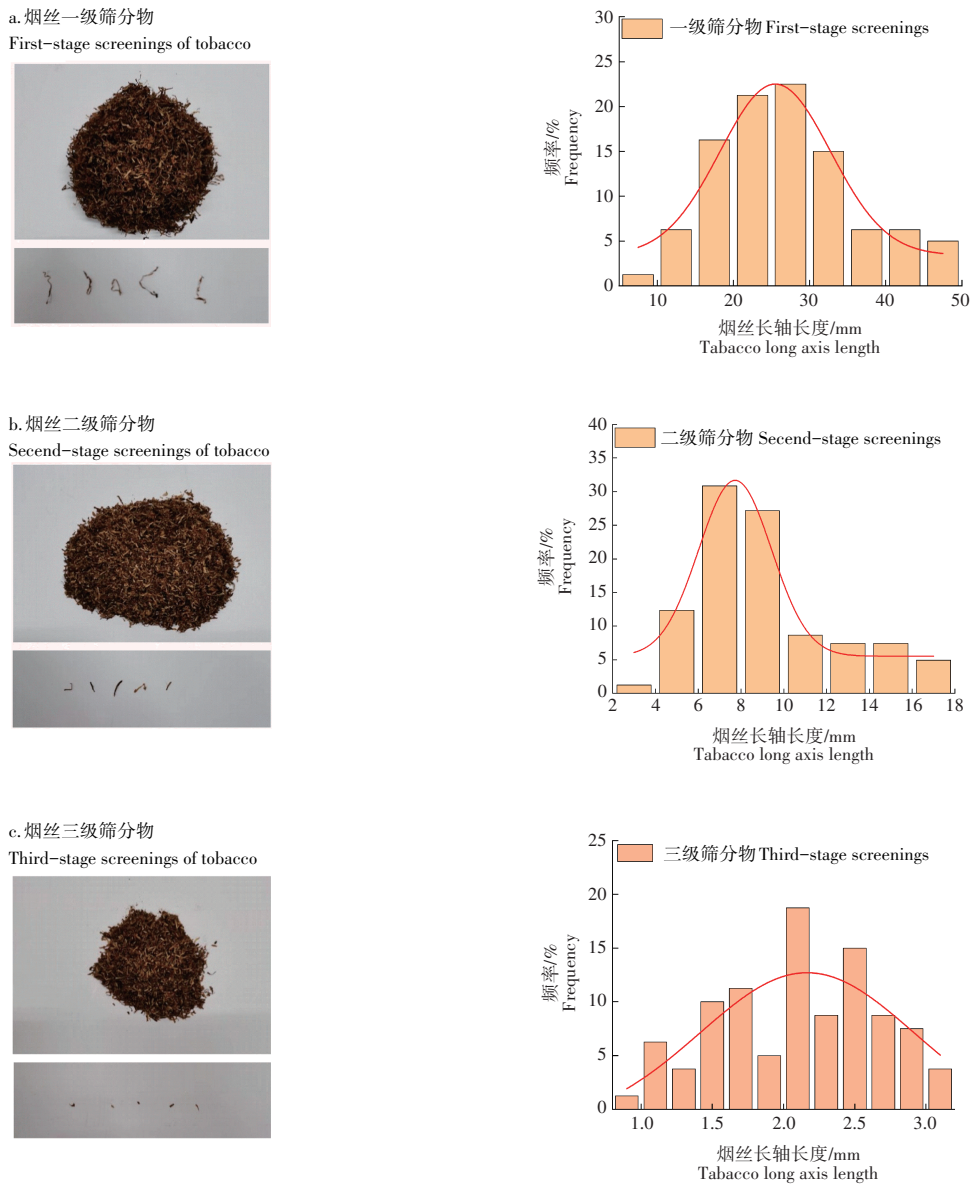 a.烟丝一级筛分物
First-stage screenings of tobacco
30
25
20
15
10
5
0
频率/%
Frequency
一级筛分物 First-stage screenings
10 20 30 40 50
烟丝长轴长度/mm
Tabacco long axis length
b.烟丝二级筛分物
Secend-stage screenings of tobacco
40
35
30
25
20
15
10
5
0
频率/%
Frequency
二级筛分物 Secend-stage screenings
2 4 6 8 10 12 14 16 18
烟丝长轴长度/mm
Tabacco long axis length
c.烟丝三级筛分物
Third-stage screenings of tobacco
25
20
15
10
5
0
频率/%
Frequency
三级筛分物 Third-stage screenings
1.0 1.5 2.0 2.5 3.0
烟丝长轴长度/mm
Tabacco long axis length